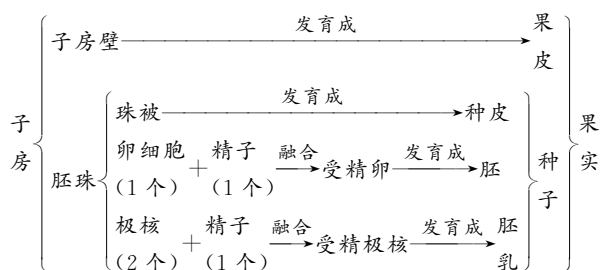 子房
子房壁 发育成 果皮
胚珠
珠被 发育成 种皮
卵细胞(1 个) + 精子(1 个) 融合 受精卵 发育成 胚
极核(2 个) + 精子(1 个) 融合 受精极核 发育成 胚乳
种子
果实